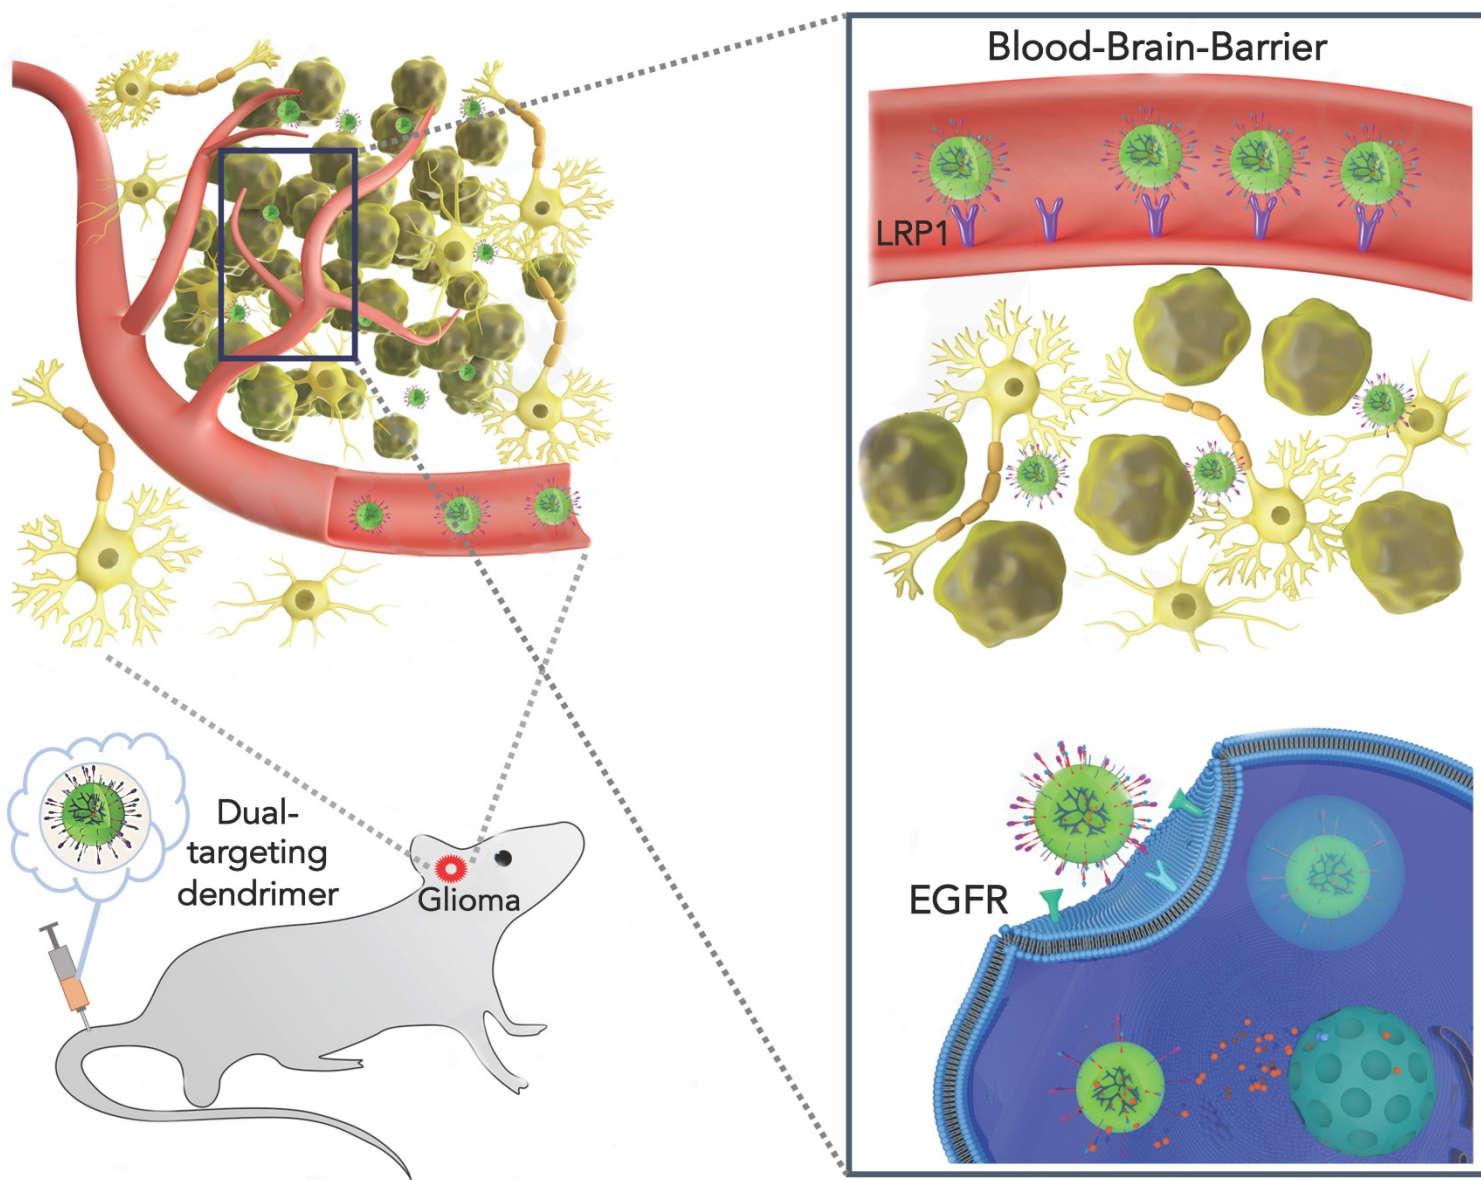 Blood-Brain-Barrier
LRP1
Dual-
targeting
dendrimer
Glioma
EGFR